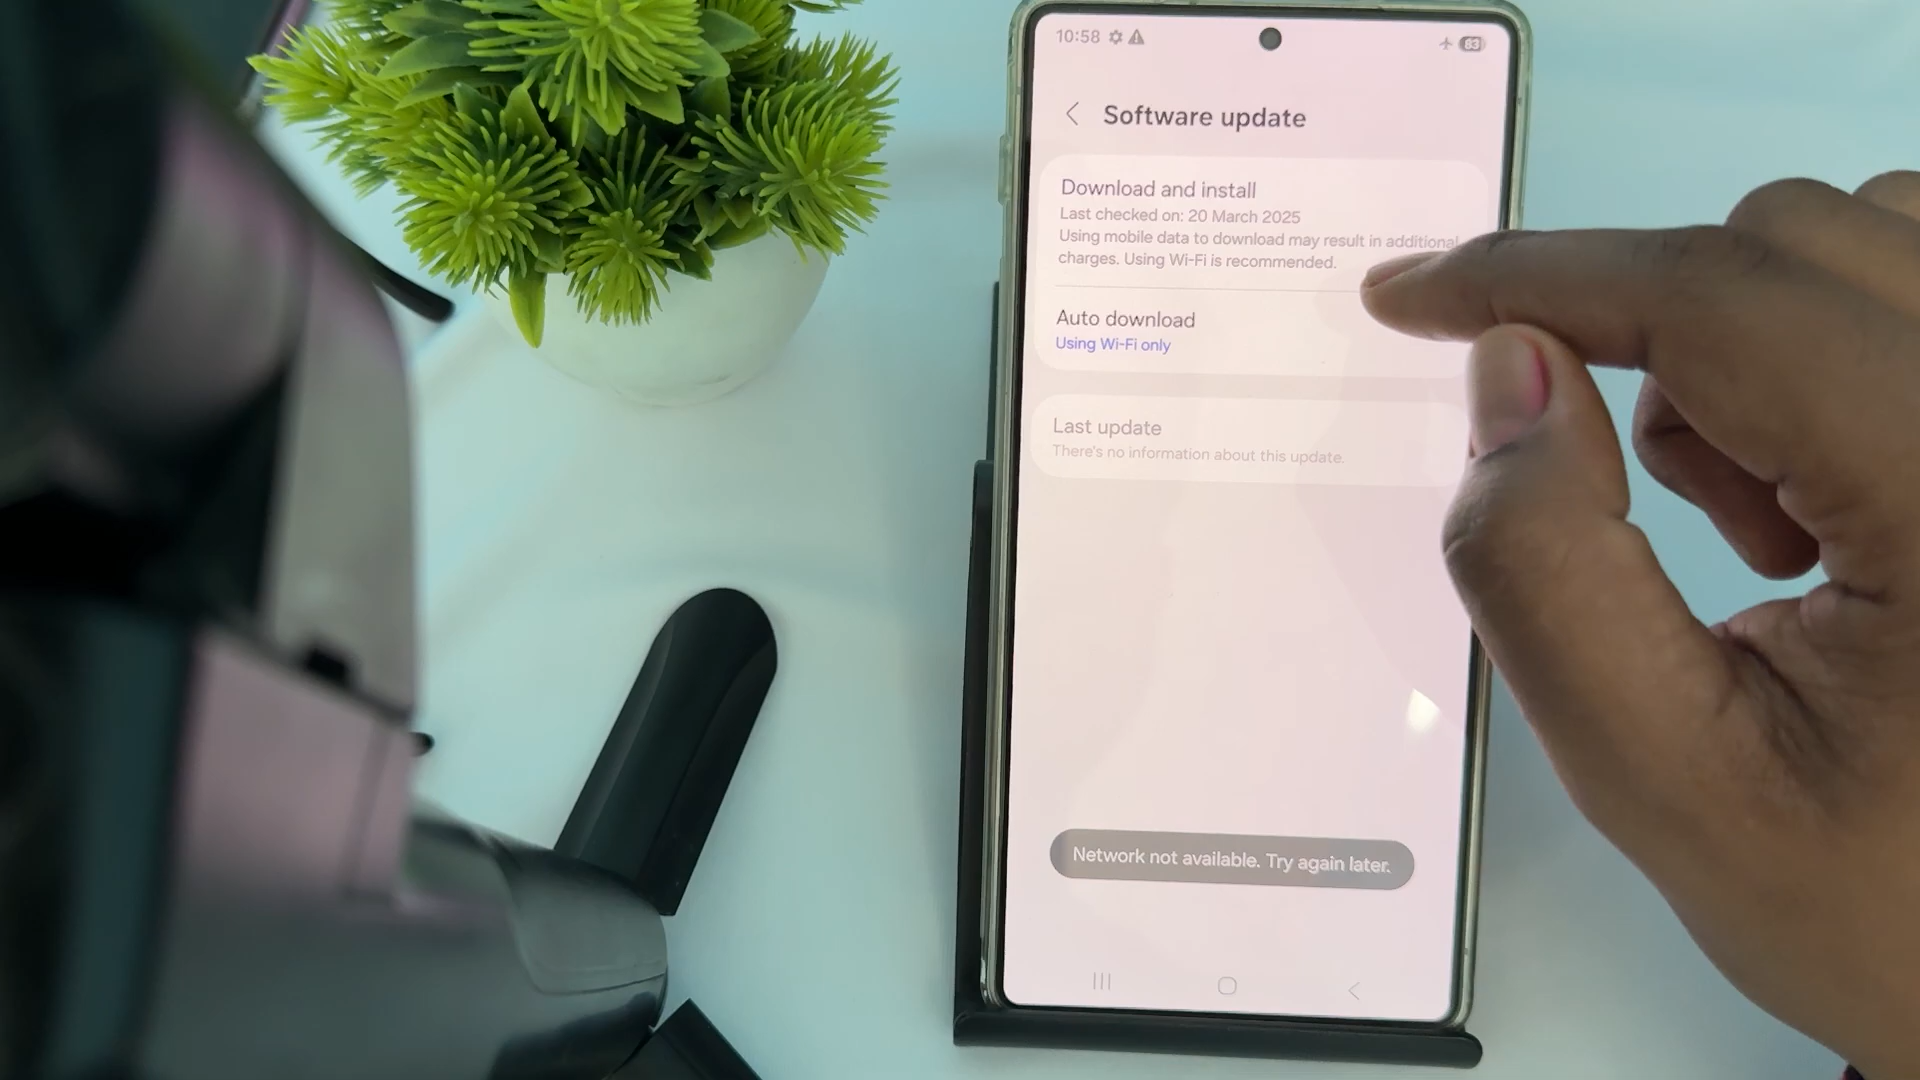 10:58
83
Software update
Download and install
Last checked on: 20 March 2025
Using mobile data to download may result in additional
charges. Using Wi-Fi is recommended.
Auto download
Using Wi-Fi only
Last update
There's no information about this update.
Network not available. Try again later.